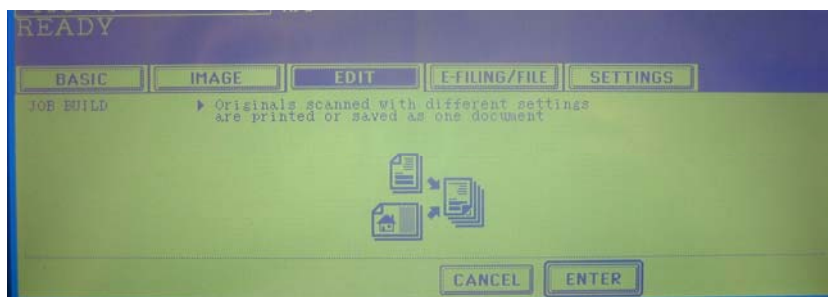 READY
BASIC IMAGE EDIT E-FILING/FILE SETTINGS
JOB BUILD ▶ Originals scanned with different settings
are printed or saved as one document
CANCEL ENTER